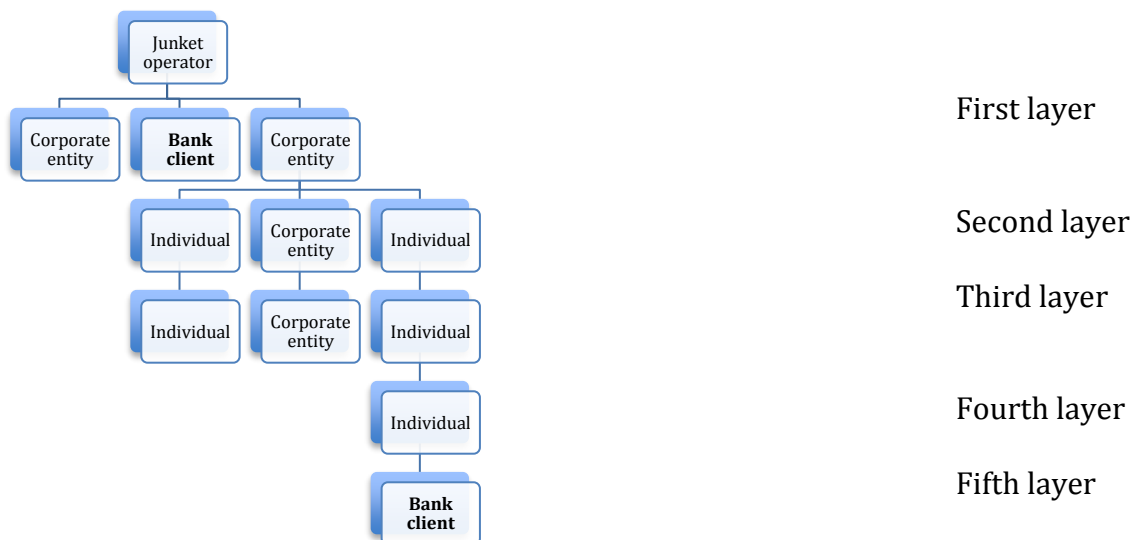 Junket
operator
First layer
Corporate
entity
Bank
client
Corporate
entity
Second layer
Individual
Corporate
entity
Individual
Third layer
Individual
Corporate
entity
Individual
Fourth layer
Individual
Fifth layer
Bank
client